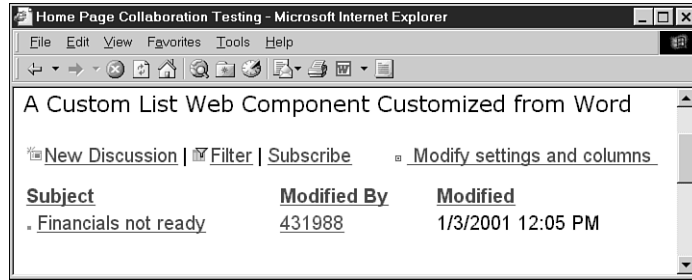 Home Page Collaboration Testing - Microsoft Internet Explorer
File Edit View Favorites Tools Help
A Custom List Web Component Customized from Word
New Discussion | Filter | Subscribe Modify settings and columns
Subject Modified By Modified
Financials not ready 431988 1/3/2001 12:05 PM